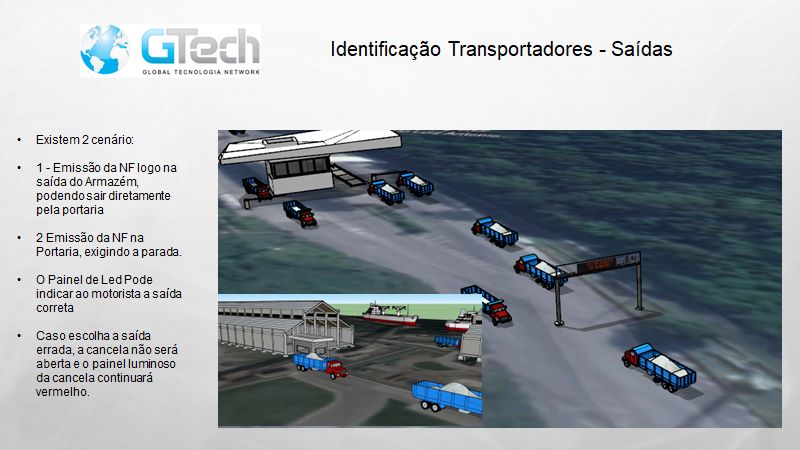 GTech
GLOBAL TECNOLOGIA NETWORK
Identificação Transportadores - Saídas
• Existem 2 cenário:
• 1 - Emissão da NF logo na
saída do Armazém,
podendo sair diretamente
pela portaria
• 2 Emissão da NF na
Portaria, exigindo a parada.
• O Painel de Led Pode
indicar ao motorista a saída
correta
• Caso escolha a saída
errada, a cancela não será
aberta e o painel luminoso
da cancela continuará
vermelho.